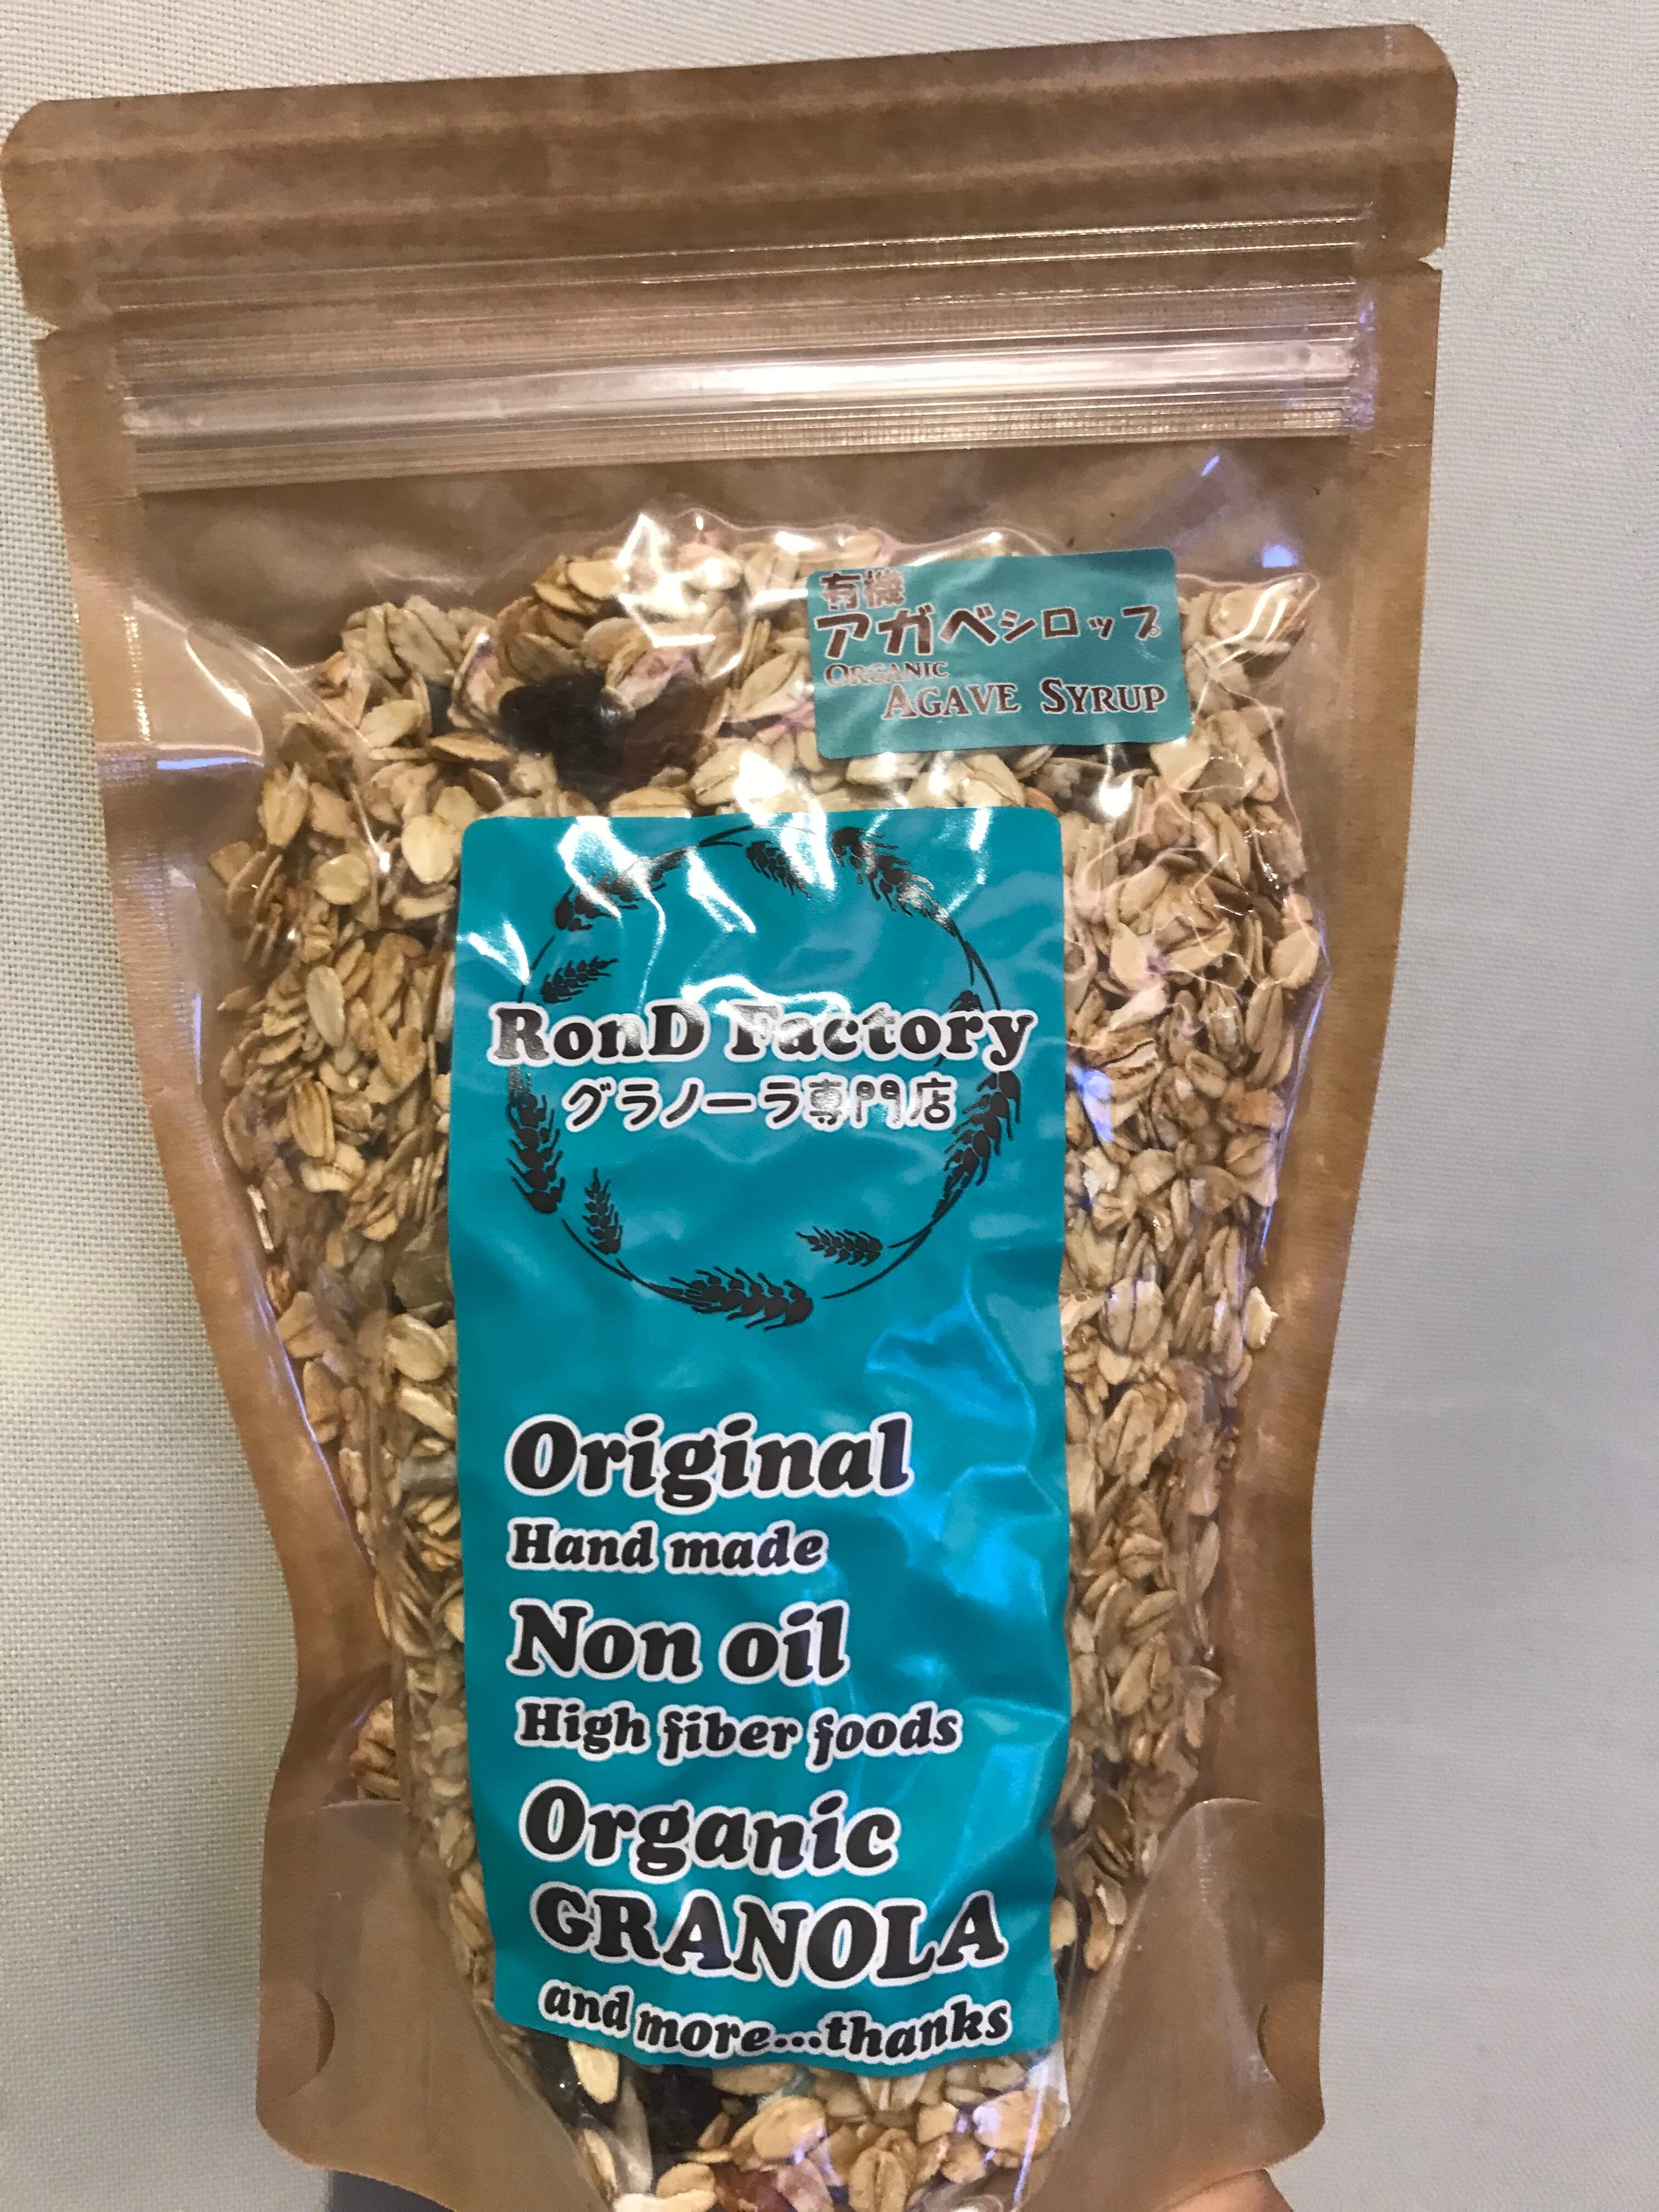 有機
アガベシロップ
ORGANIC
AGAVE SYRUP
RonD Factory
グラノーラ専門店
Original
Hand made
Non oil
High fiber foods
Organic
GRANOLA
and more...thanks